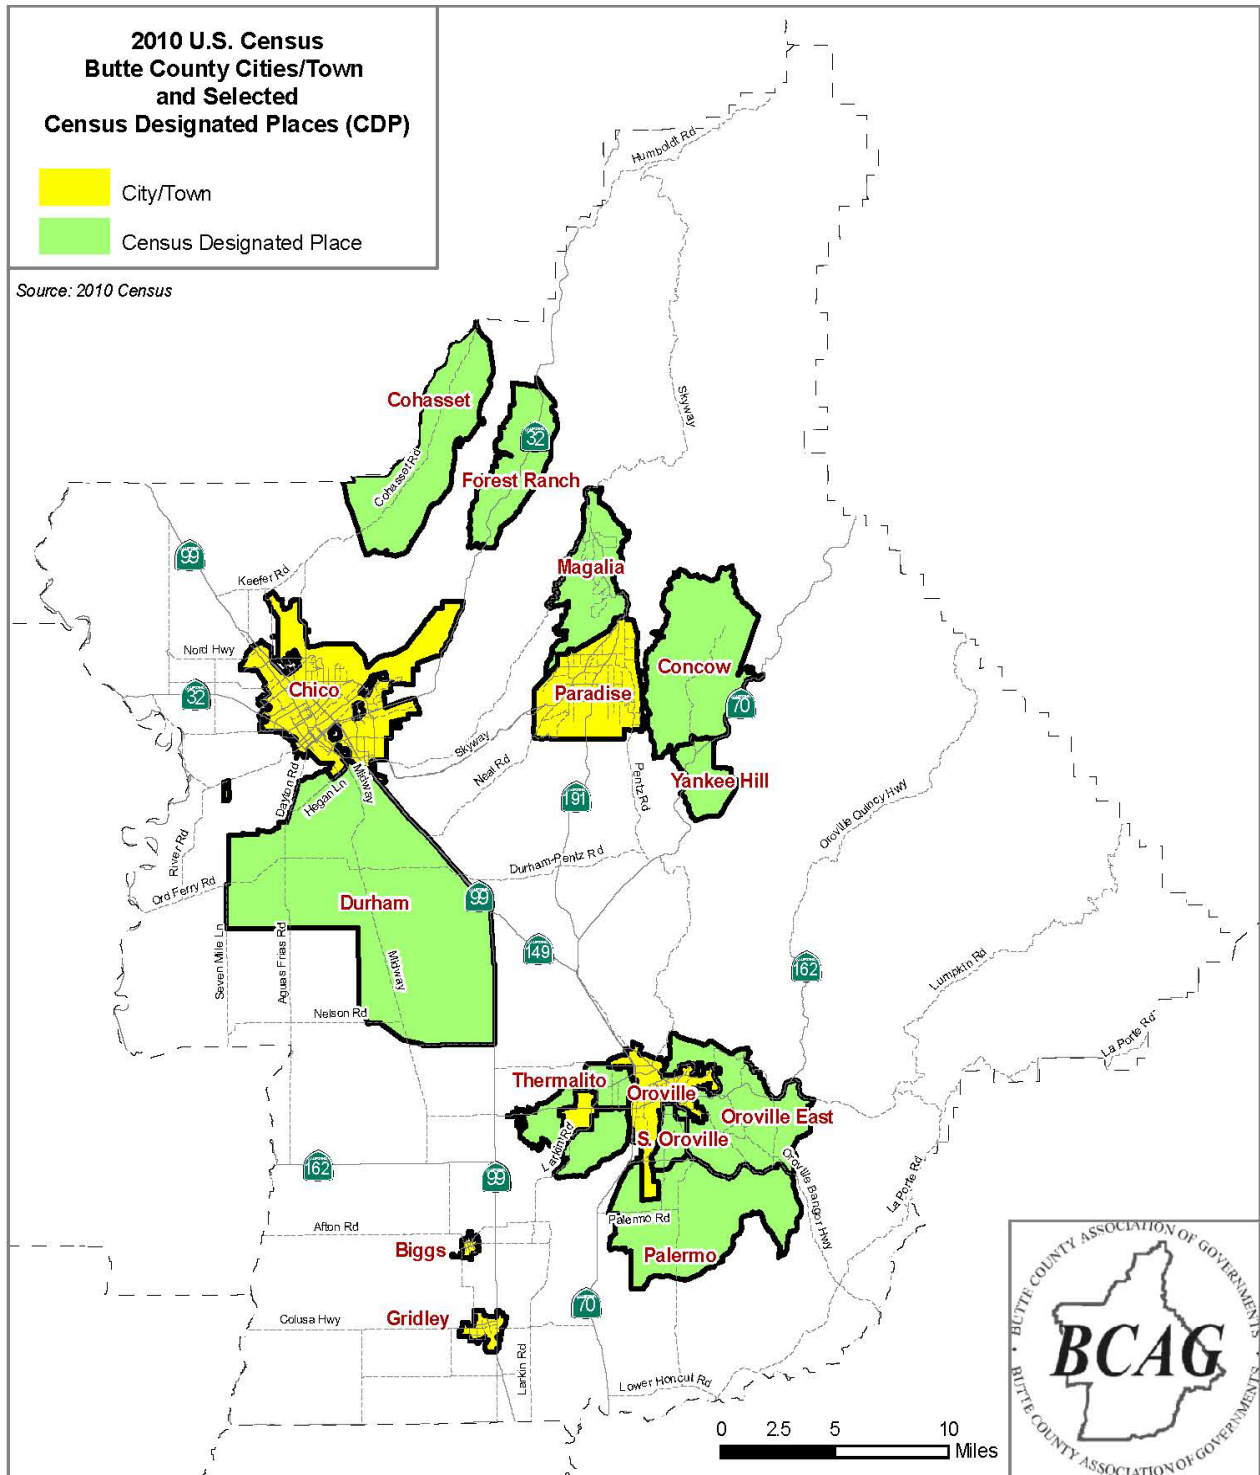 2010 U.S. Census
Butte County Cities/Town
and Selected
Census Designated Places (CDP)
City/Town
Census Designated Place
Source: 2010 Census
Humboldt Rd
Skyway
Cohasset
Cohasset Rd
32
Forest Ranch
99
Keefer Rd
Magalia
Nord Hwy
Concow
32
Chico
Paradise
70
Skyway
Neal Rd
Pentz Rd
Yankee Hill
Dayton Rd
Hegan Ln
Midway
191
Oroville Quincy Hwy
River Rd
Durham-Pentz Rd
Ord Ferry Rd
Durham
99
Seven Mile Ln
Aguas Frias Rd
Midway
149
162
Lumpkin Rd
Nelson Rd
La Porte Rd
Thermalito
Oroville
Oroville East
S. Oroville
Larkin Rd
162
99
Oroville Bangor Hwy
La Porte Rd
Afton Rd
Palermo Rd
Biggs
Palermo
70
Colusa Hwy
Gridley
Larkin Rd
Lower Honcut Rd
0 2.5 5 10
Miles
BUTTE COUNTY ASSOCIATION OF GOVERNMENTS
BCAG
BUTTE COUNTY ASSOCIATION OF GOVERNMENTS